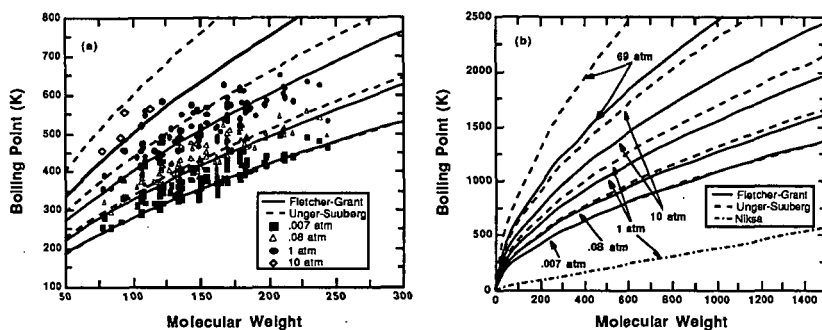 800
700
600
500
400
300
200
100
Boiling Point (K)
(a)
Fletcher-Grant
Unger-Suuberg
.007 atm
.08 atm
1 atm
10 atm
50
100
150
200
250
300
Molecular Weight
2500
2000
1500
1000
500
0
Boiling Point (K)
(b)
69 atm
10 atm
1 atm
.08 atm
.007 atm
Fletcher-Grant
Unger-Suuberg
Niksa
0
200
400
600
800
1000
1200
1400
Molecular Weight